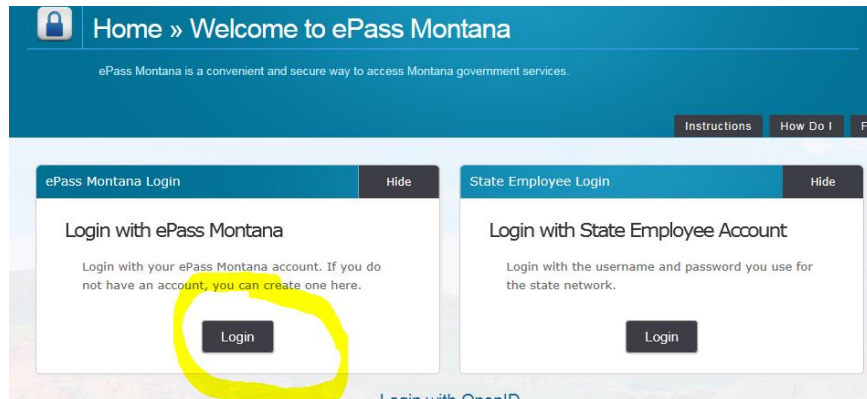 Home » Welcome to ePass Montana
ePass Montana is a convenient and secure way to access Montana government services.
Instructions How Do I F
ePass Montana Login Hide
Login with ePass Montana
Login with your ePass Montana account. If you do
not have an account, you can create one here.
Login
State Employee Login Hide
Login with State Employee Account
Login with the username and password you use for
the state network.
Login
Login with OpenID